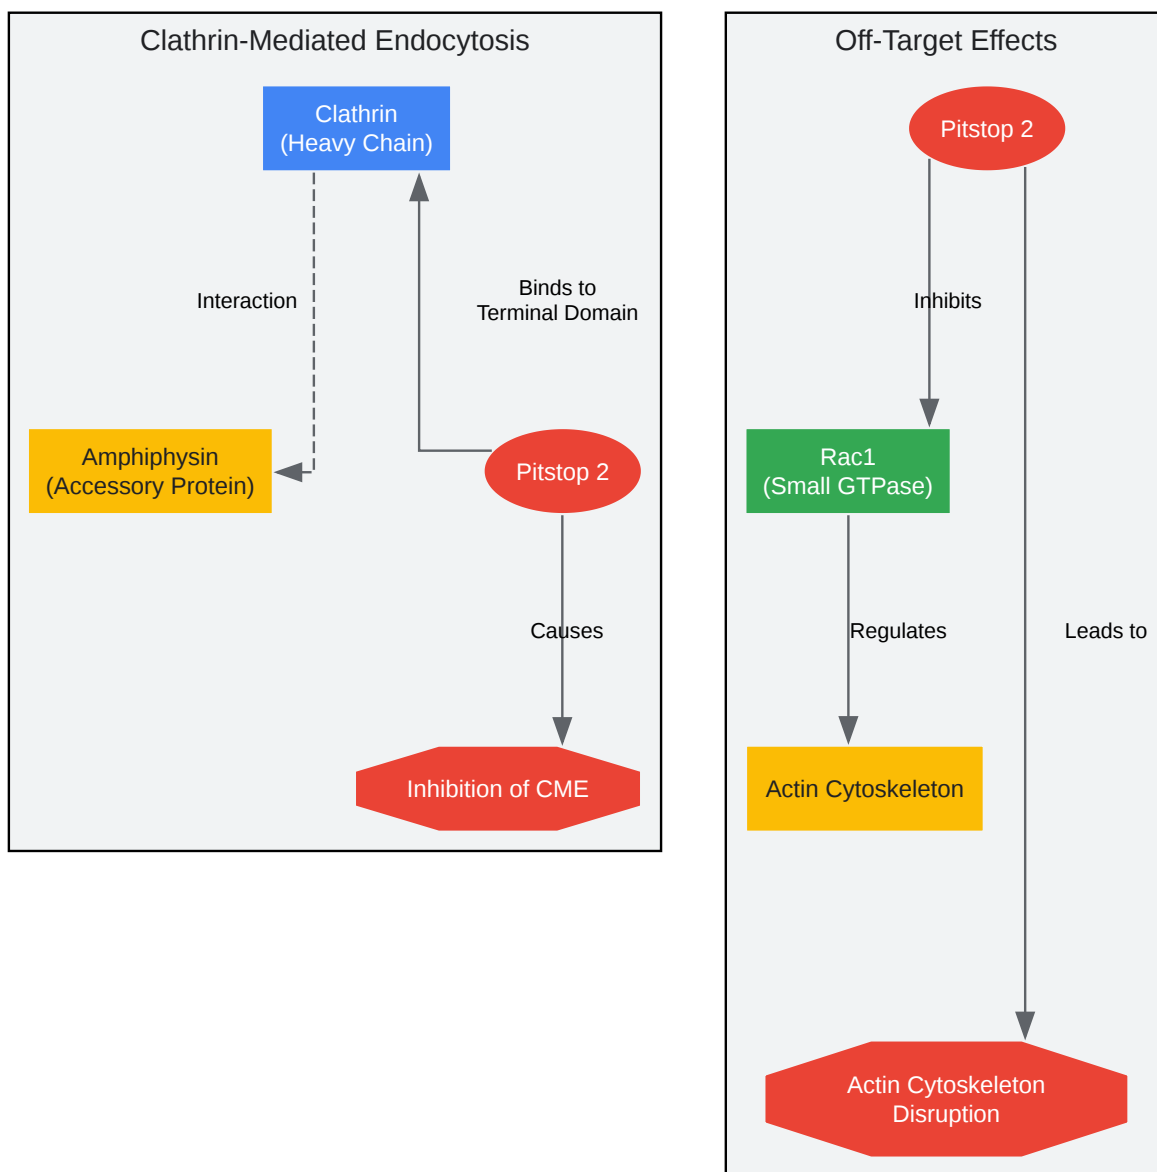 Clathrin-Mediated Endocytosis
Clathrin
(Heavy Chain)
Interaction
Binds to
Terminal Domain
Amphiphysin
(Accessory Protein)
Pitstop 2
Causes
Inhibition of CME
Off-Target Effects
Pitstop 2
Inhibits
Rac1
(Small GTPase)
Regulates
Leads to
Actin Cytoskeleton
Actin Cytoskeleton
Disruption